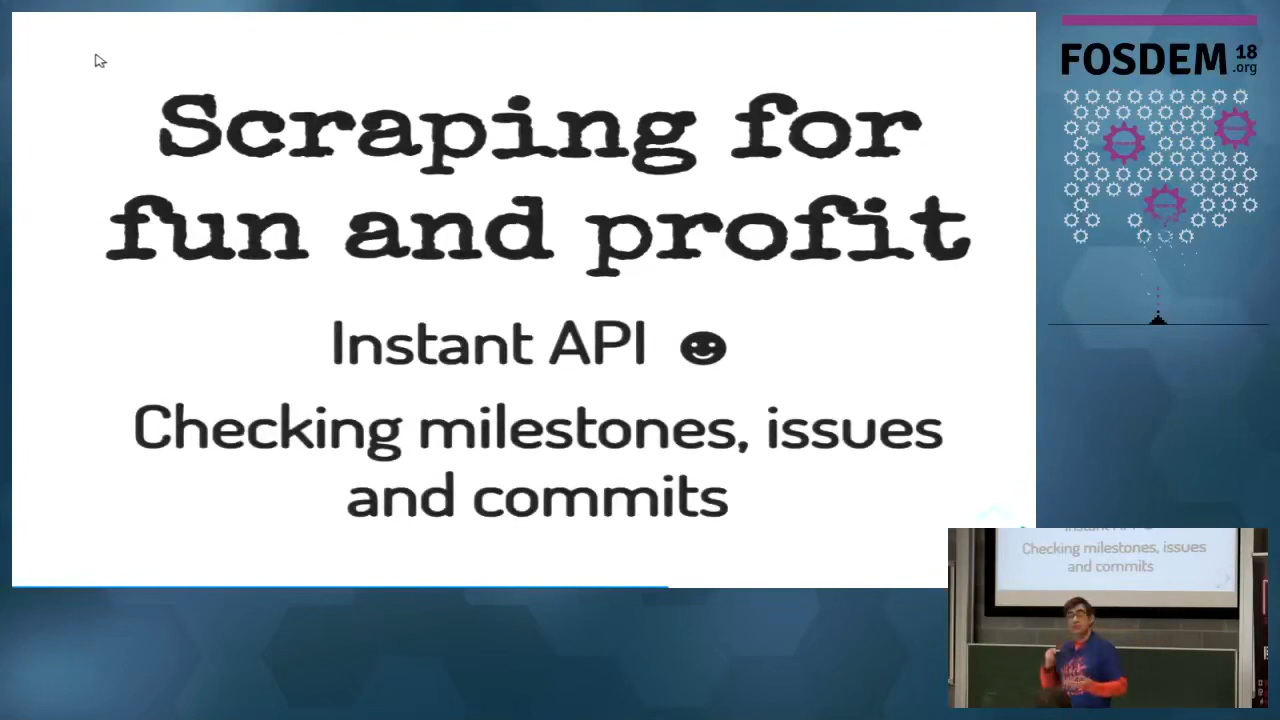 Scraping for
fun and profit
Instant API ☻
Checking milestones, issues
and commits
FOSDEM 18
.org
Checking milestones, issues
and commits